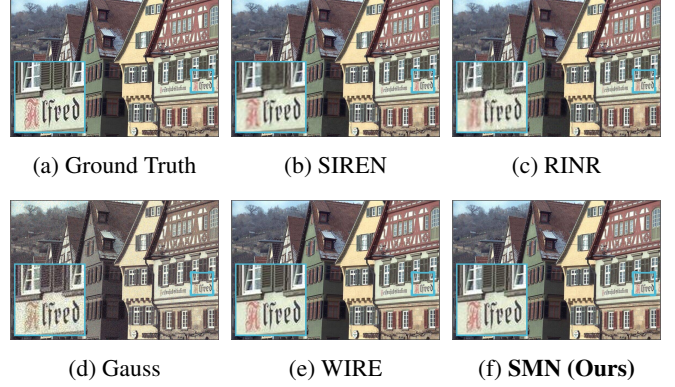 Alfred
Alfred
Alfred
(a) Ground Truth
(b) SIREN
(c) RINR
Alfred
Alfred
Alfred
(d) Gauss
(e) WIRE
(f) SMN (Ours)